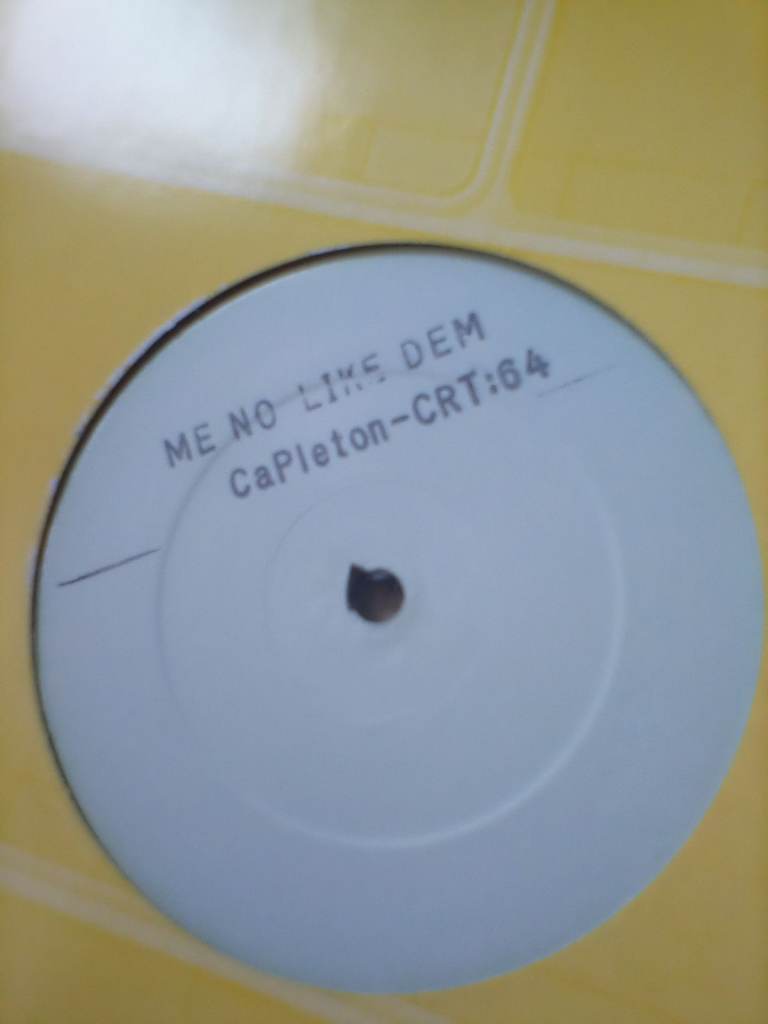 ME NO LIKE DEM
CaPleton-CRT:64